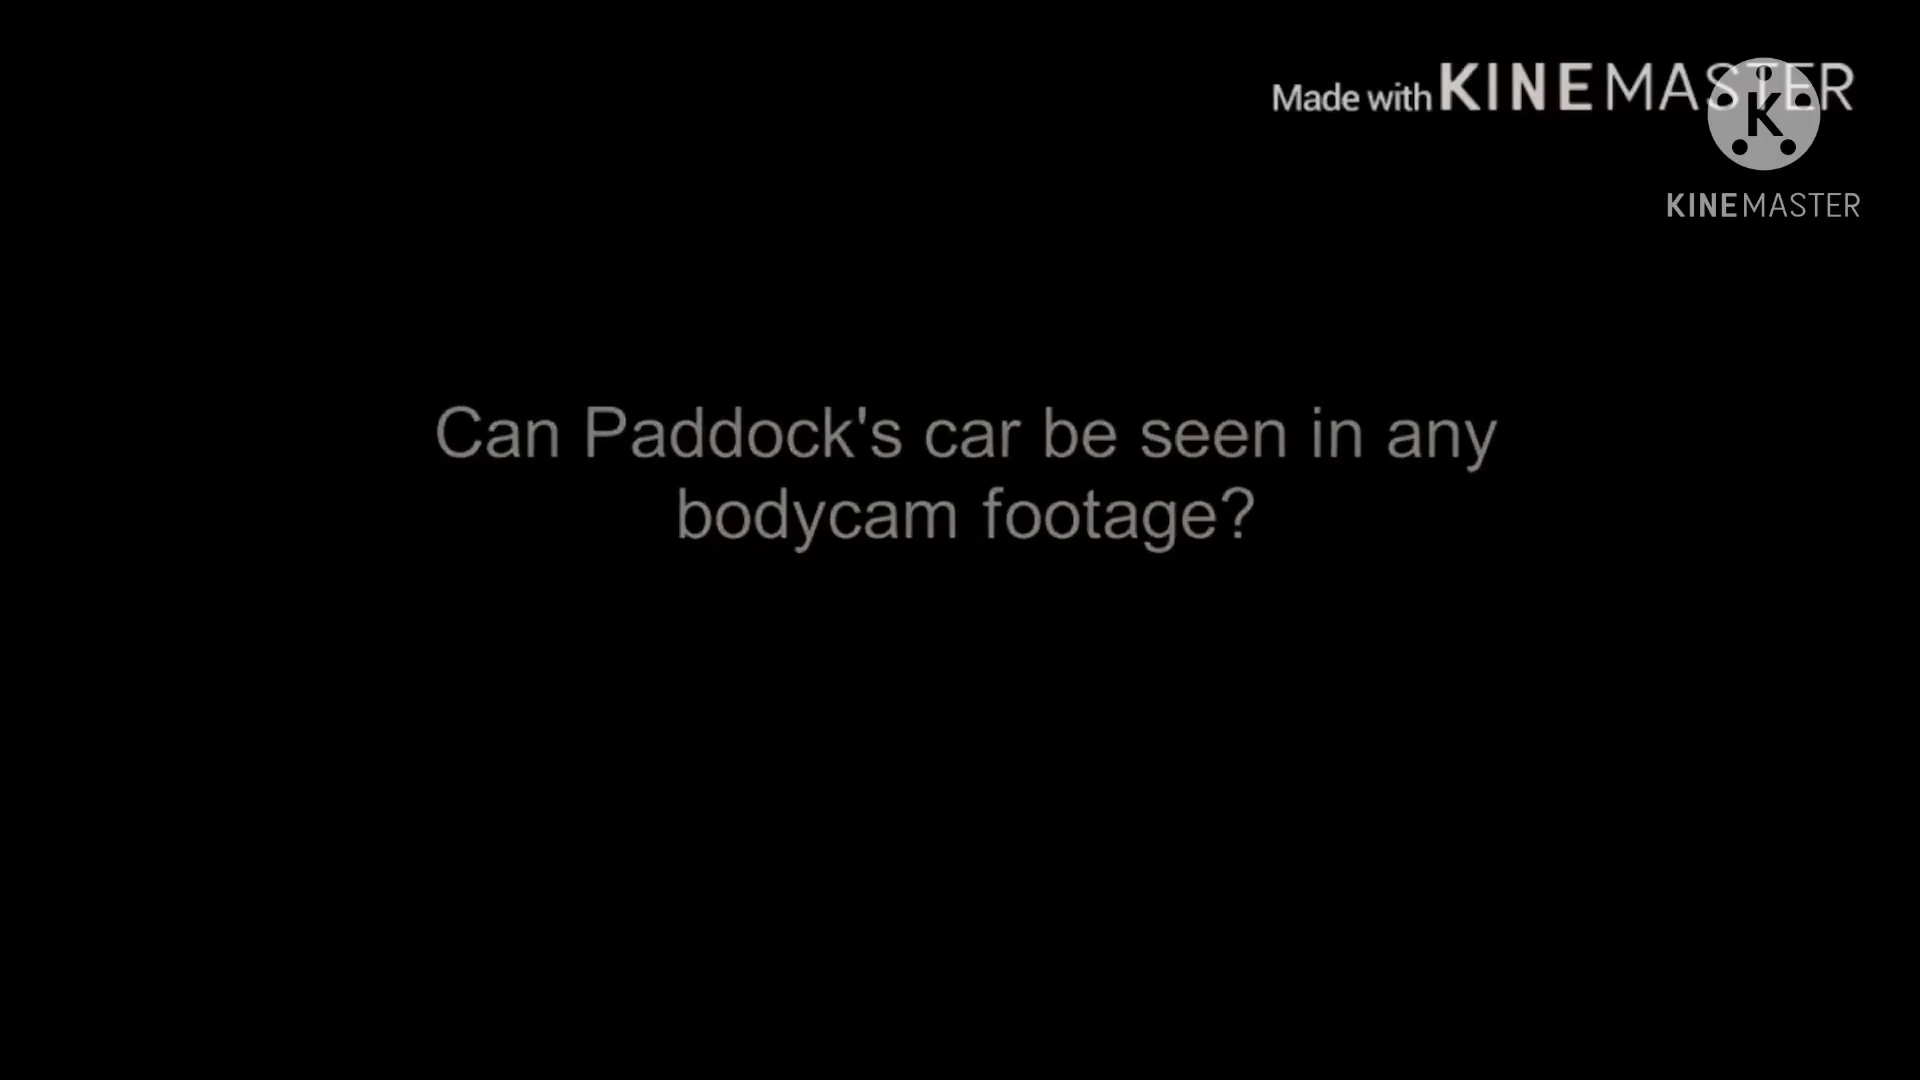 Made with KINEMASTER
K
KINEMASTER
Can Paddock's car be seen in any
bodycam footage?